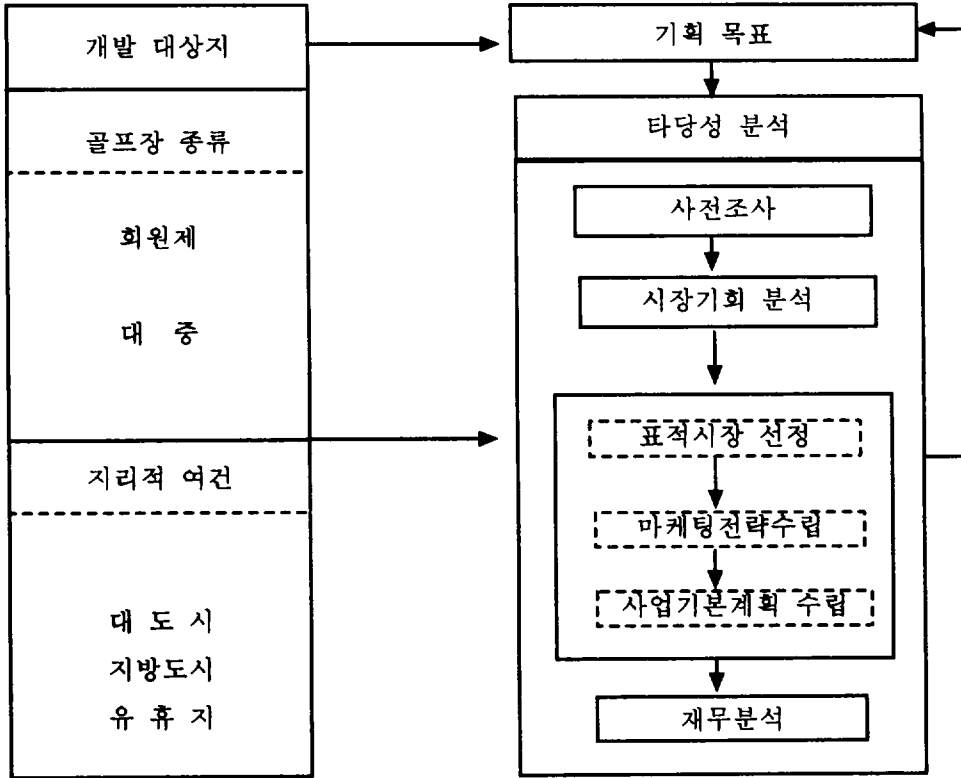 개발 대상지
골프장 종류
회원제
대 중
지리적 여건
대 도 시
지방도시
유 휴 지
기획 목표
타당성 분석
사전조사
시장기회 분석
표적시장 선정
마케팅전략수립
사업기본계획 수립
재무분석